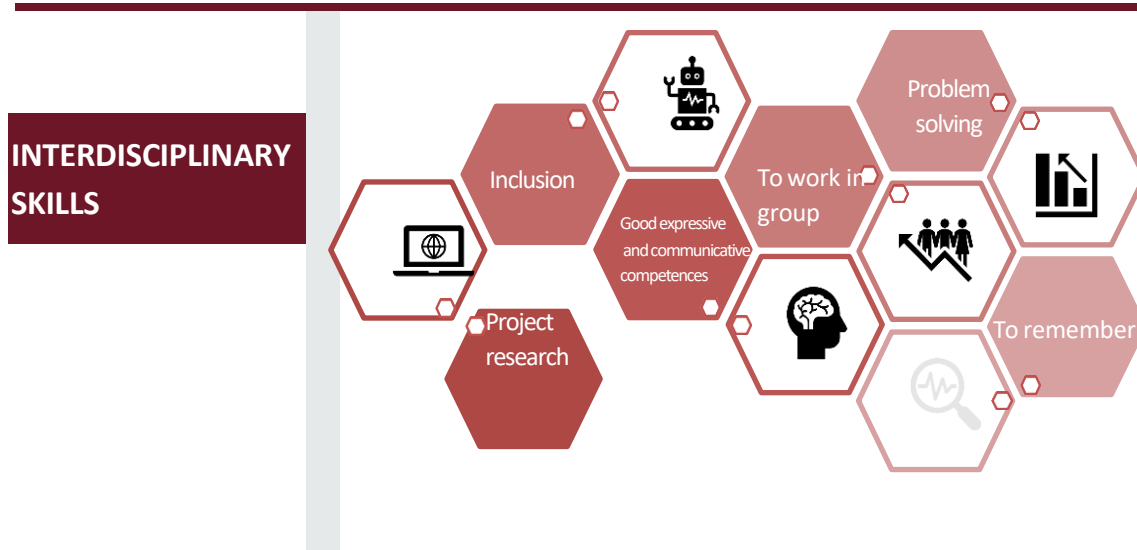 INTERDISCIPLINARY
SKILLS
Inclusion
Project
research
Good expressive
and communicative
competences
To work in
group
Problem
solving
To remember